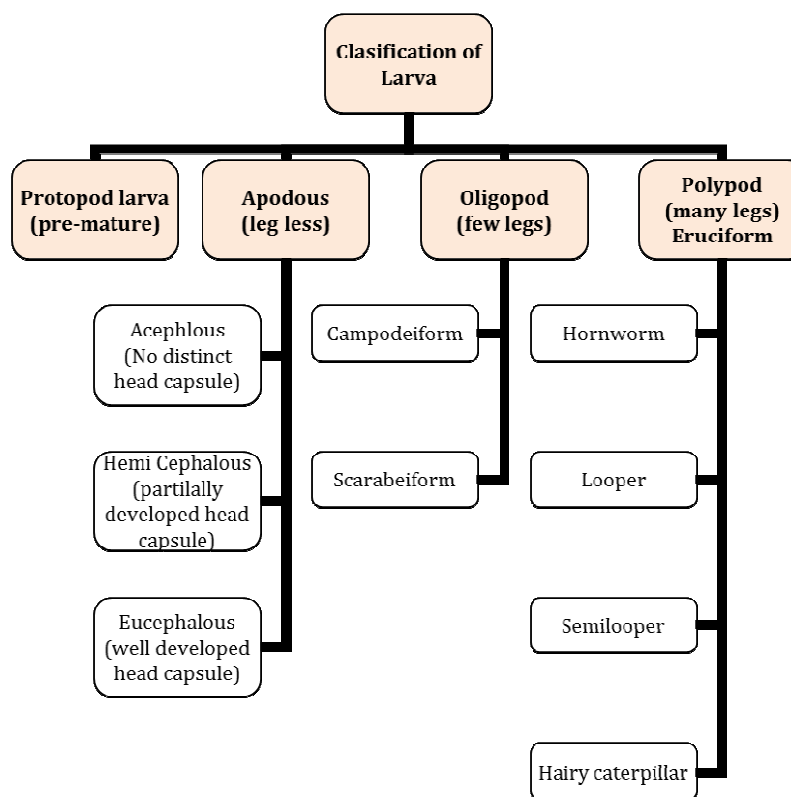 Clasification of
Larva
Protopod larva
(pre-mature)
Apodous
(leg less)
Oligopod
(few legs)
Polypod
(many legs)
Eruciform
Acephlous
(No distinct
head capsule)
Hemi Cephalous
(partilally
developed head
capsule)
Eucephalous
(well developed
head capsule)
Campodeiform
Scarabeiform
Hornworm
Looper
Semilooper
Hairy caterpillar